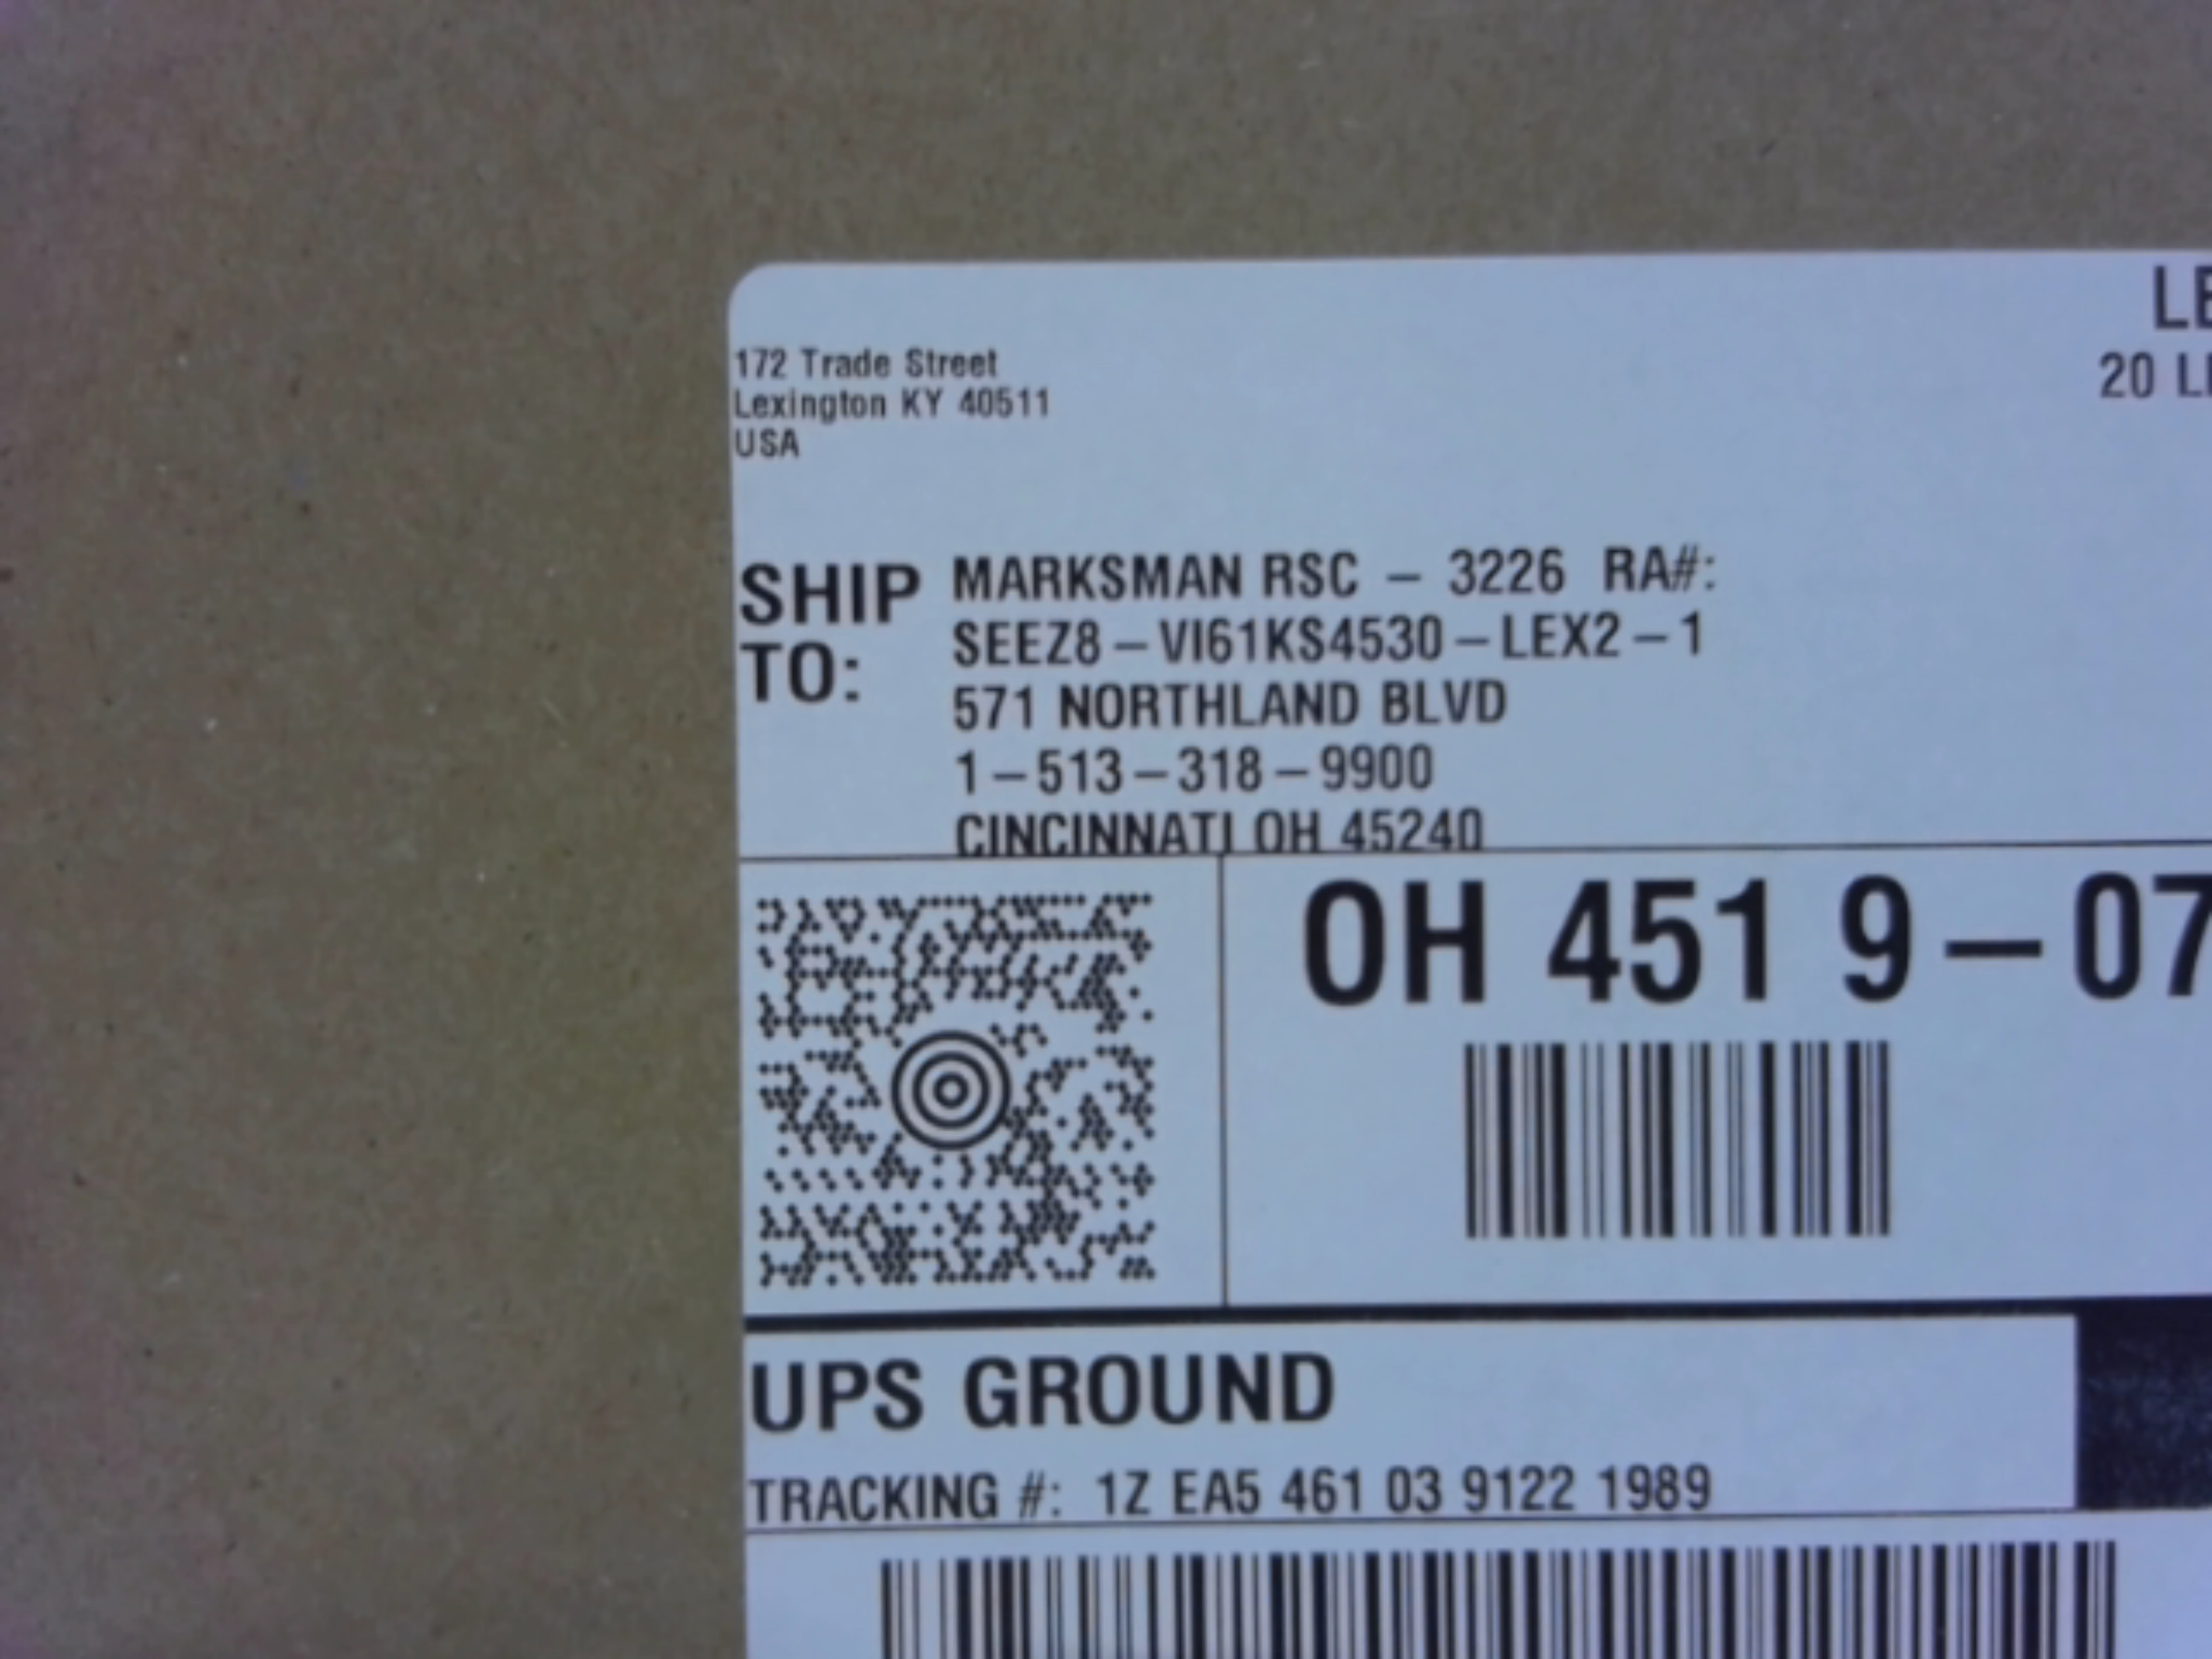 172 Trade Street
Lexington KY 40511
USA
LE
20 L
SHIP TO:
MARKSMAN RSC – 3226 RA#:
SEEZ8–VI61KS4530–LEX2–1
571 NORTHLAND BLVD
1–513–318–9900
CINCINNATI OH 45240
OH 451 9–07
UPS GROUND
TRACKING #: 1Z EA5 461 03 9122 1989